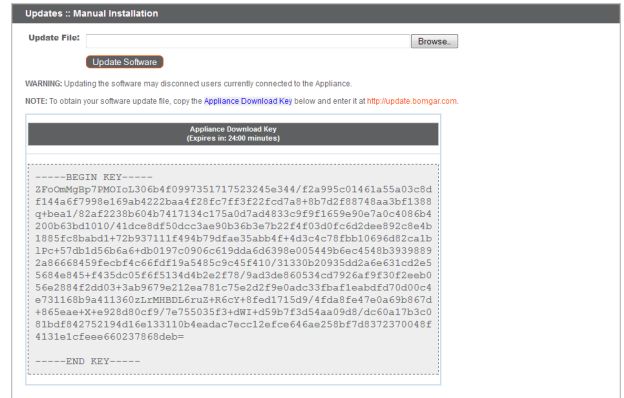 Updates :: Manual Installation
Update File:
Browse..
Update Software
WARNING: Updating the software may disconnect users currently connected to the Appliance.
NOTE: To obtain your software update file, copy the Appliance Download Key below and enter it at http://update.bomgar.com.
Appliance Download Key
(Expires in: 24:00 minutes)
-----BEGIN KEY-----
ZFoOmMgBp7PMOIoL306b4f0997351717523245e344/f2a995c01461a55a03c8d
f144a6f7998e169ab4222baa4f28fc7ff3f22fcd7a8+8b7d2f88748aa3bf1388
q+bea1/82af2238b604b7417134c175a0d7ad4833c9f9f1659e90e7a0c4086b4
200b63bd1010/41dce8df50dcc3ae90b36b3e7b22f4f03d0fc6d2dee892c8e4b
1885fc8babd1+72b937111f494b79dfae35abb4f+4d3c4c78fbb10696d82ca1b
1Pc+57db1d56b6a6+db0197c0906c619dda6d6398e005449b6ec4548b3939889
2a86668459fecbf4c66fdf19a5485c9c45f410/31330b20935dd2a6e631cd2e5
5684e845+f435dc05f6f5134d4b2e2f78/9ad3de860534cd7926af9f30f2eeb0
56e2884f2dd03+3ab9679e212ea781c75e2d2f9e0adc33fbaf1eabdfd70d00c4
e731168b9a411360zLrMHBDL6ruZ+R6cY+8fed1715d9/4fda8fe47e0a69b867d
+865eae+X+e928d80cf9/7e755035f3+dWI+d59b7f3d54aa09d8/dc60a17b3c0
81bdf842752194d16e133110b4eadac7ecc12efce646ae258bf7d8372370048f
4131e1cfeee660237868deb=
-----END KEY-----